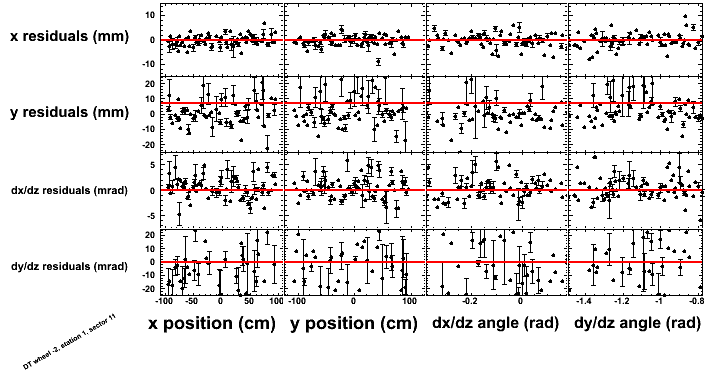 10
x residuals (mm)
0
-10
20
10
y residuals (mm)
0
-10
-20
5
dx/dz residuals (mrad)
0
-5
20
10
dy/dz residuals (mrad)
0
-10
-20
-100 -50 0 50 100 -100 0 100 -0.2 0 -1.4 -1.2 -1 -0.8
x position (cm) y position (cm) dx/dz angle (rad) dy/dz angle (rad)
DT wheel -2, station 1, sector 11